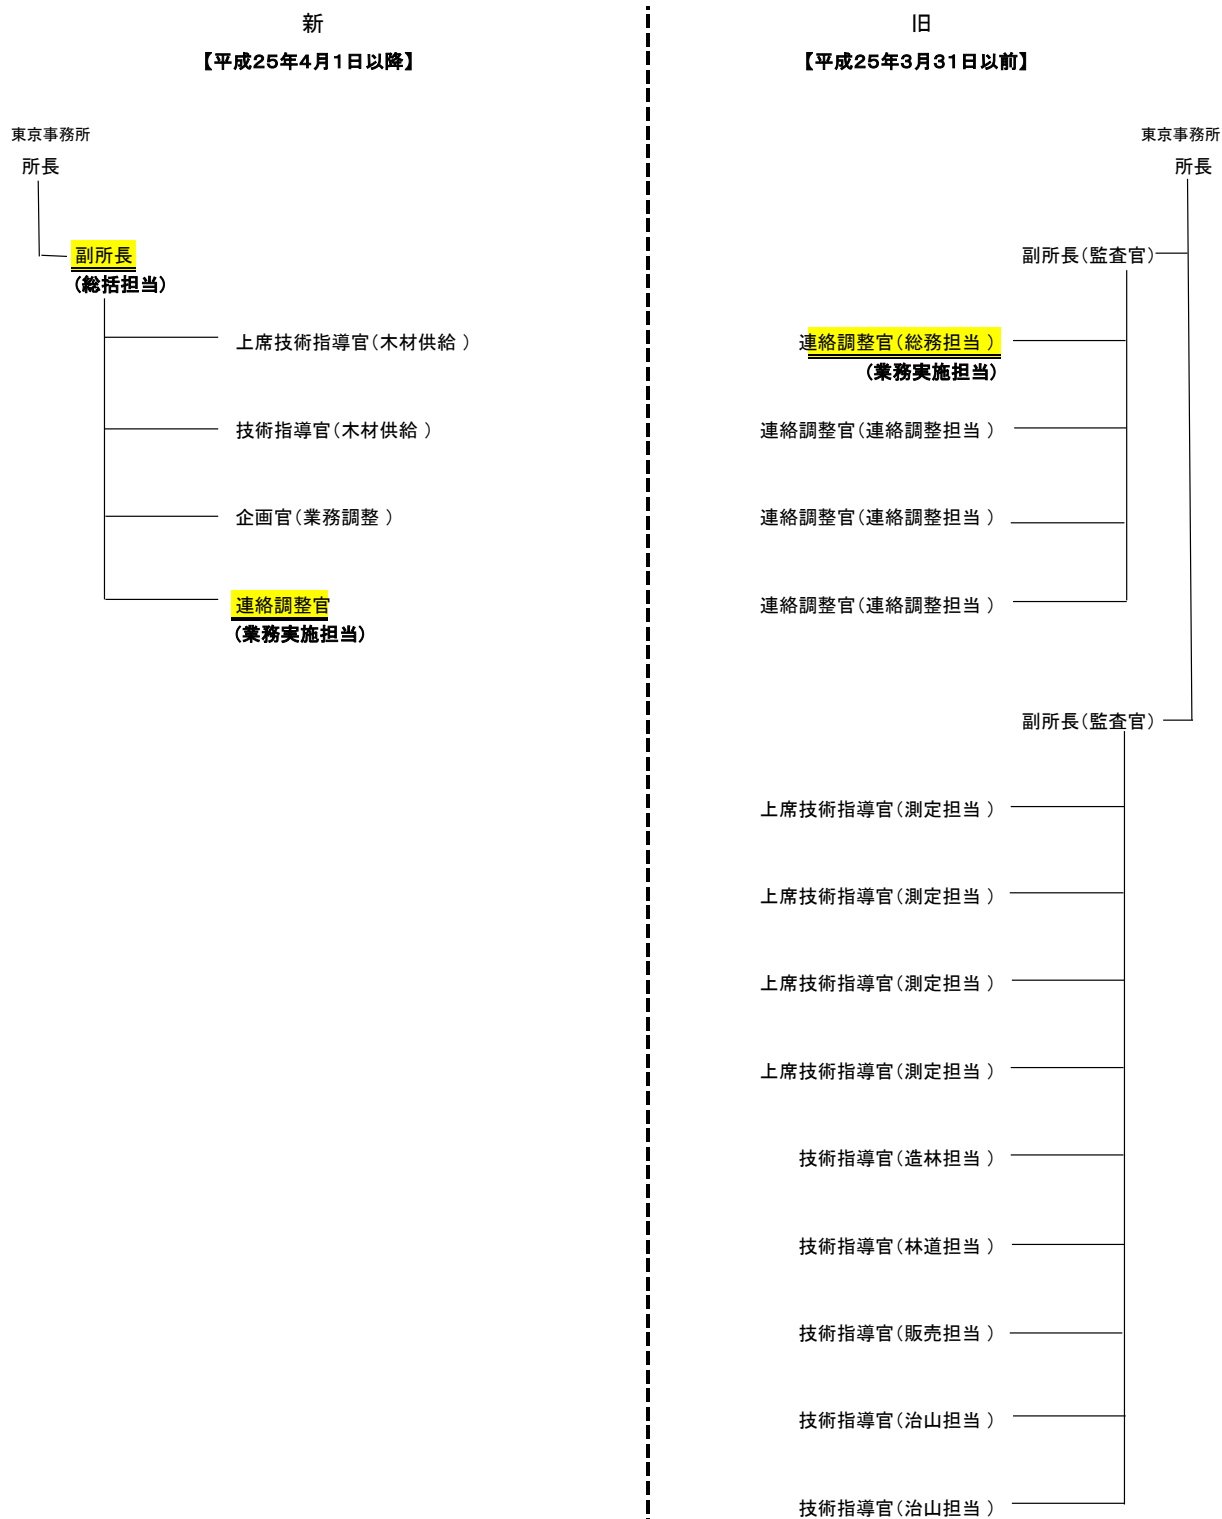 新
【平成25年4月1日以降】
東京事務所
所長
副所長
(総括担当)
上席技術指導官(木材供給 )
技術指導官(木材供給 )
企画官(業務調整 )
連絡調整官
(業務実施担当)
旧
【平成25年3月31日以前】
東京事務所
所長
副所長(監査官)
連絡調整官(総務担当 )
(業務実施担当)
連絡調整官(連絡調整担当 )
連絡調整官(連絡調整担当 )
連絡調整官(連絡調整担当 )
副所長(監査官)
上席技術指導官(測定担当 )
上席技術指導官(測定担当 )
上席技術指導官(測定担当 )
上席技術指導官(測定担当 )
技術指導官(造林担当 )
技術指導官(林道担当 )
技術指導官(販売担当 )
技術指導官(治山担当 )
技術指導官(治山担当 )